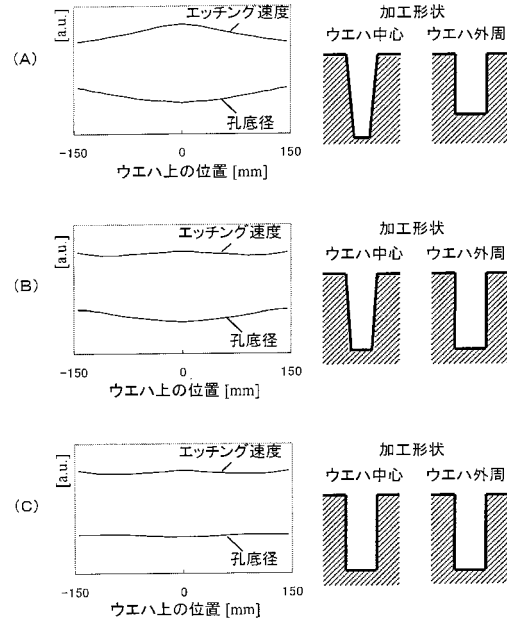 (A)
[a.u.]
エッチング速度
孔底径
-150
0
150
ウエハ上の位置 [mm]
加工形状
ウエハ中心 ウエハ外周
(B)
[a.u.]
エッチング速度
孔底径
-150
0
150
ウエハ上の位置 [mm]
加工形状
ウエハ中心 ウエハ外周
(C)
[a.u.]
エッチング速度
孔底径
-150
0
150
ウエハ上の位置 [mm]
加工形状
ウエハ中心 ウエハ外周